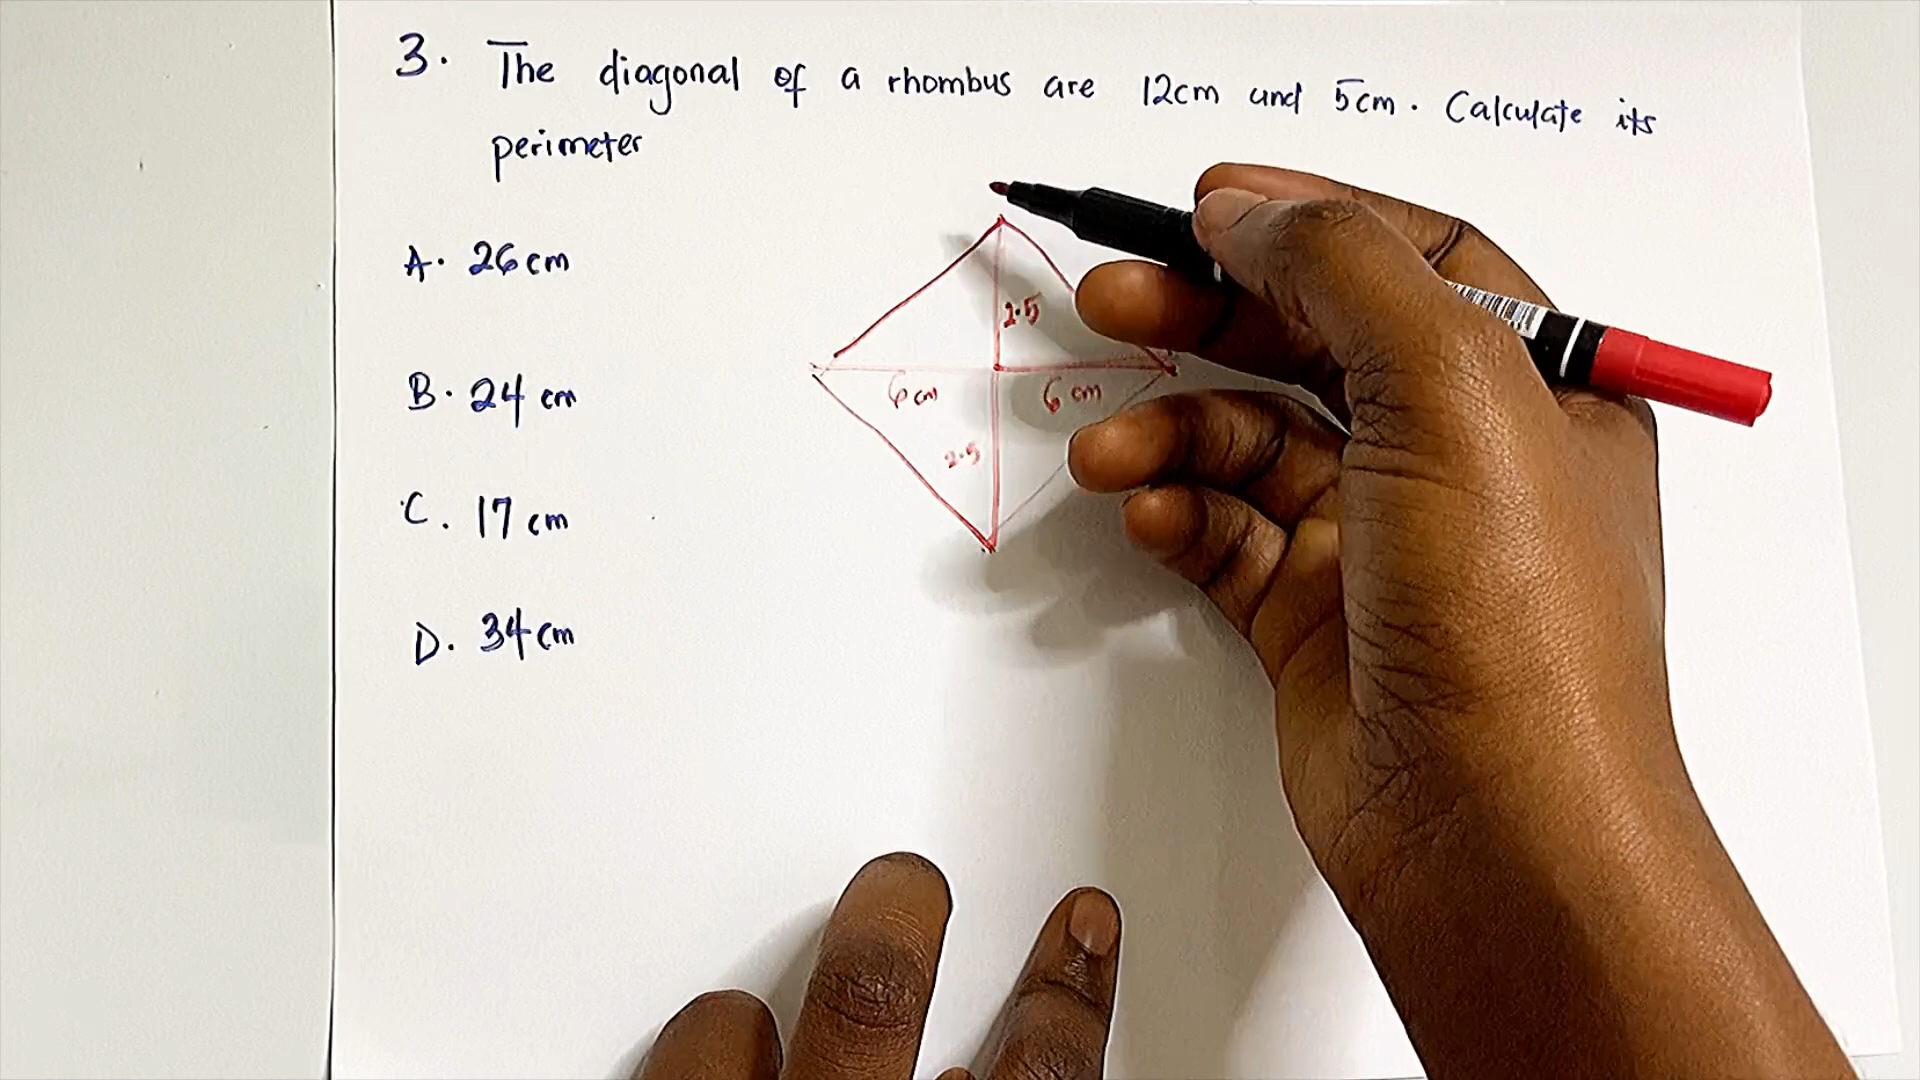 3. The diagonal of a rhombus are 12cm and 5cm. Calculate its
perimeter
A. 26cm
B. 24 cm
C. 17 cm
D. 34cm
2.5
6cm
6 cm
2.5